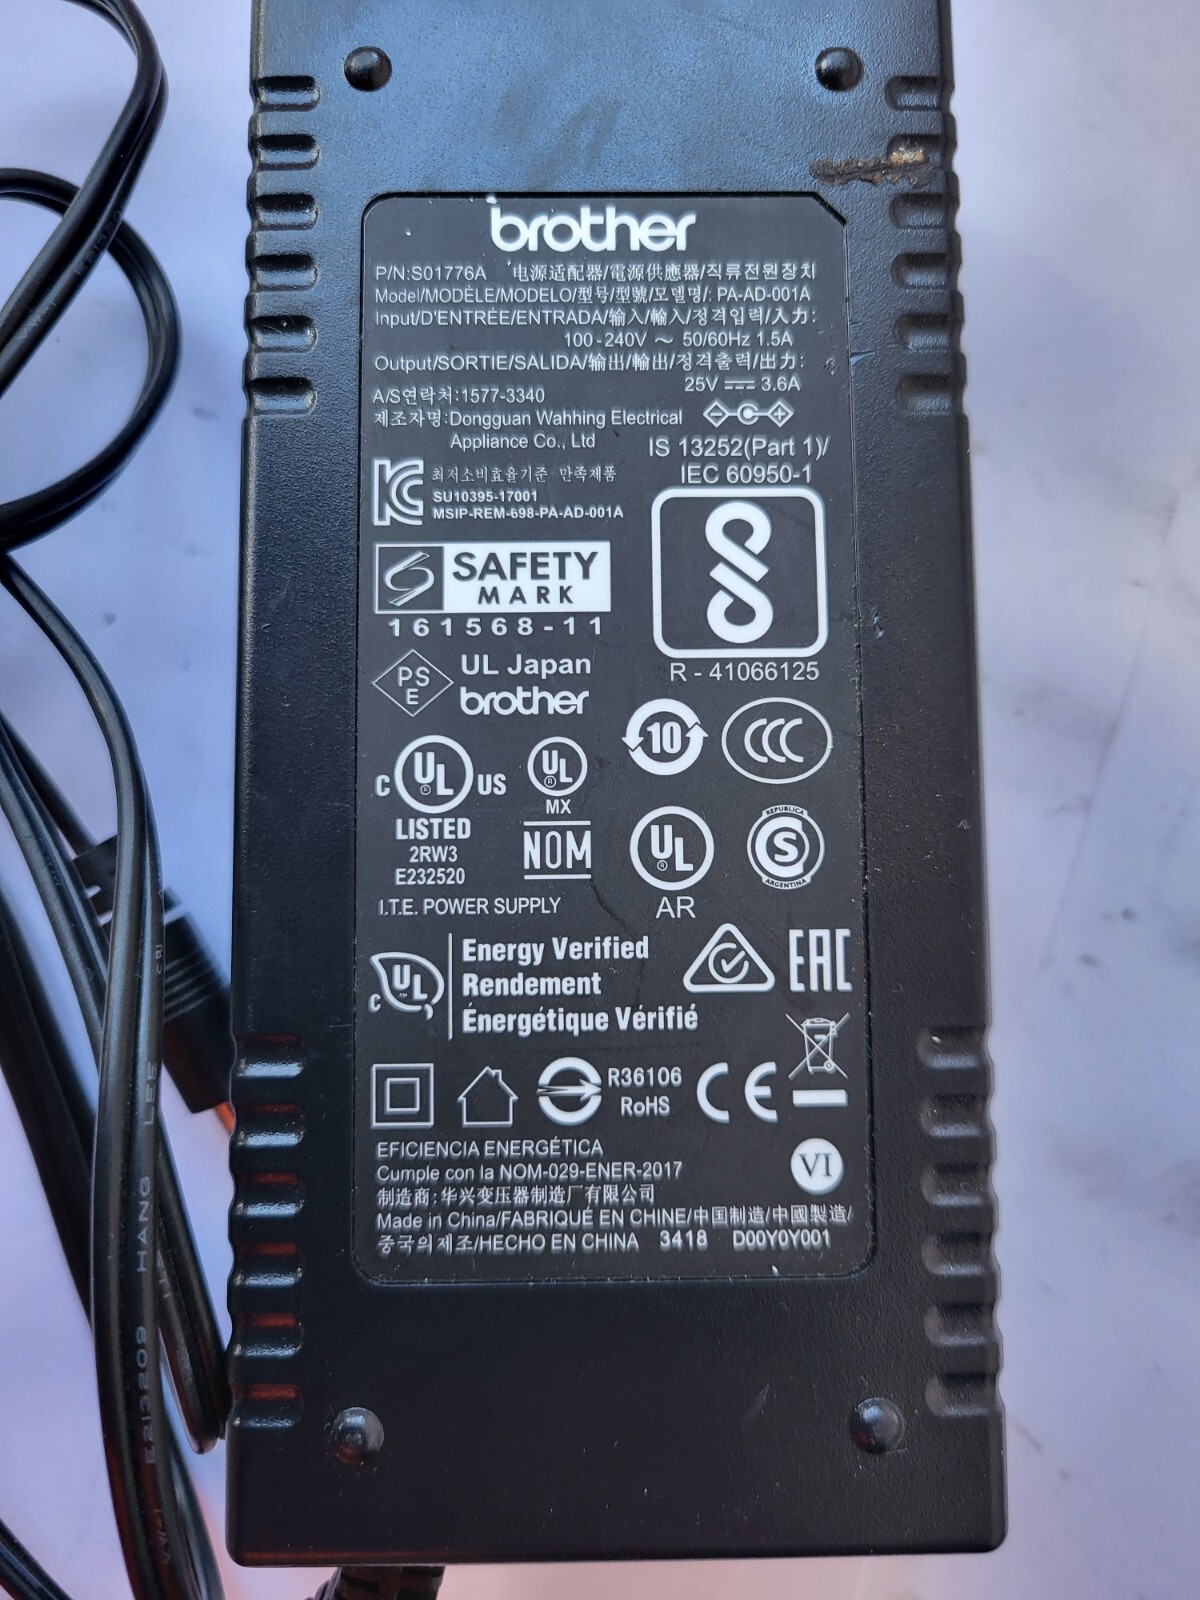 brother
P/N:S01776A 电源适配器/電源供應器/직류전원장치
Model/MODÈLE/MODELO/型号/型號/모델명/: PA-AD-001A
Input/D'ENTRÉE/ENTRADA/输入/輸入/정격입력/入力:
100-240V ~ 50/60Hz 1.5A
Output/SORTIE/SALIDA/输出/輸出/정격출력/出力:
25V ⎓ 3.6A
A/S연락처:1577-3340
제조자명:Dongguan Wahhing Electrical
Appliance Co., Ltd
IS 13252(Part 1)/
IEC 60950-1
최저소비효율기준 만족제품
SU10395-17001
MSIP-REM-698-PA-AD-001A
SAFETY
MARK
161568-11
R - 41066125
PS
E
UL Japan
brother
10
CCC
C UL US
LISTED
2RW3
E232520
UL
MX
NOM
UL
AR
REPUBLICA
S
ARGENTINA
I.T.E. POWER SUPPLY
C UL
Energy Verified
Rendement
Énergétique Vérifié
EAC
R36106
RoHS
CE
EFICIENCIA ENERGÉTICA
Cumple con la NOM-029-ENER-2017
VI
制造商:华兴变压器制造厂有限公司
Made in China/FABRIQUÉ EN CHINE/中国制造/中國製造/
중국의제조/HECHO EN CHINA 3418 D00Y0Y001
HANG LEE
E213209
VW-1